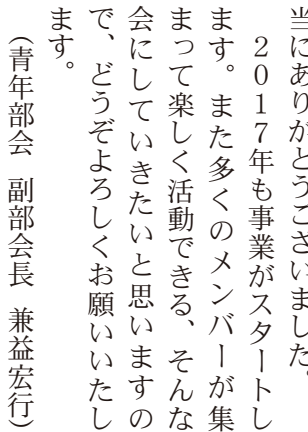 当にありがとうございました。
２０１７年も事業がスタートし
ます。また多くのメンバーが集
まって楽しく活動できる、そんな
会にしていきたいと思いますの
で、どうぞよろしくお願いいたし
ます。
（青年部会　副部会長　兼益宏行）